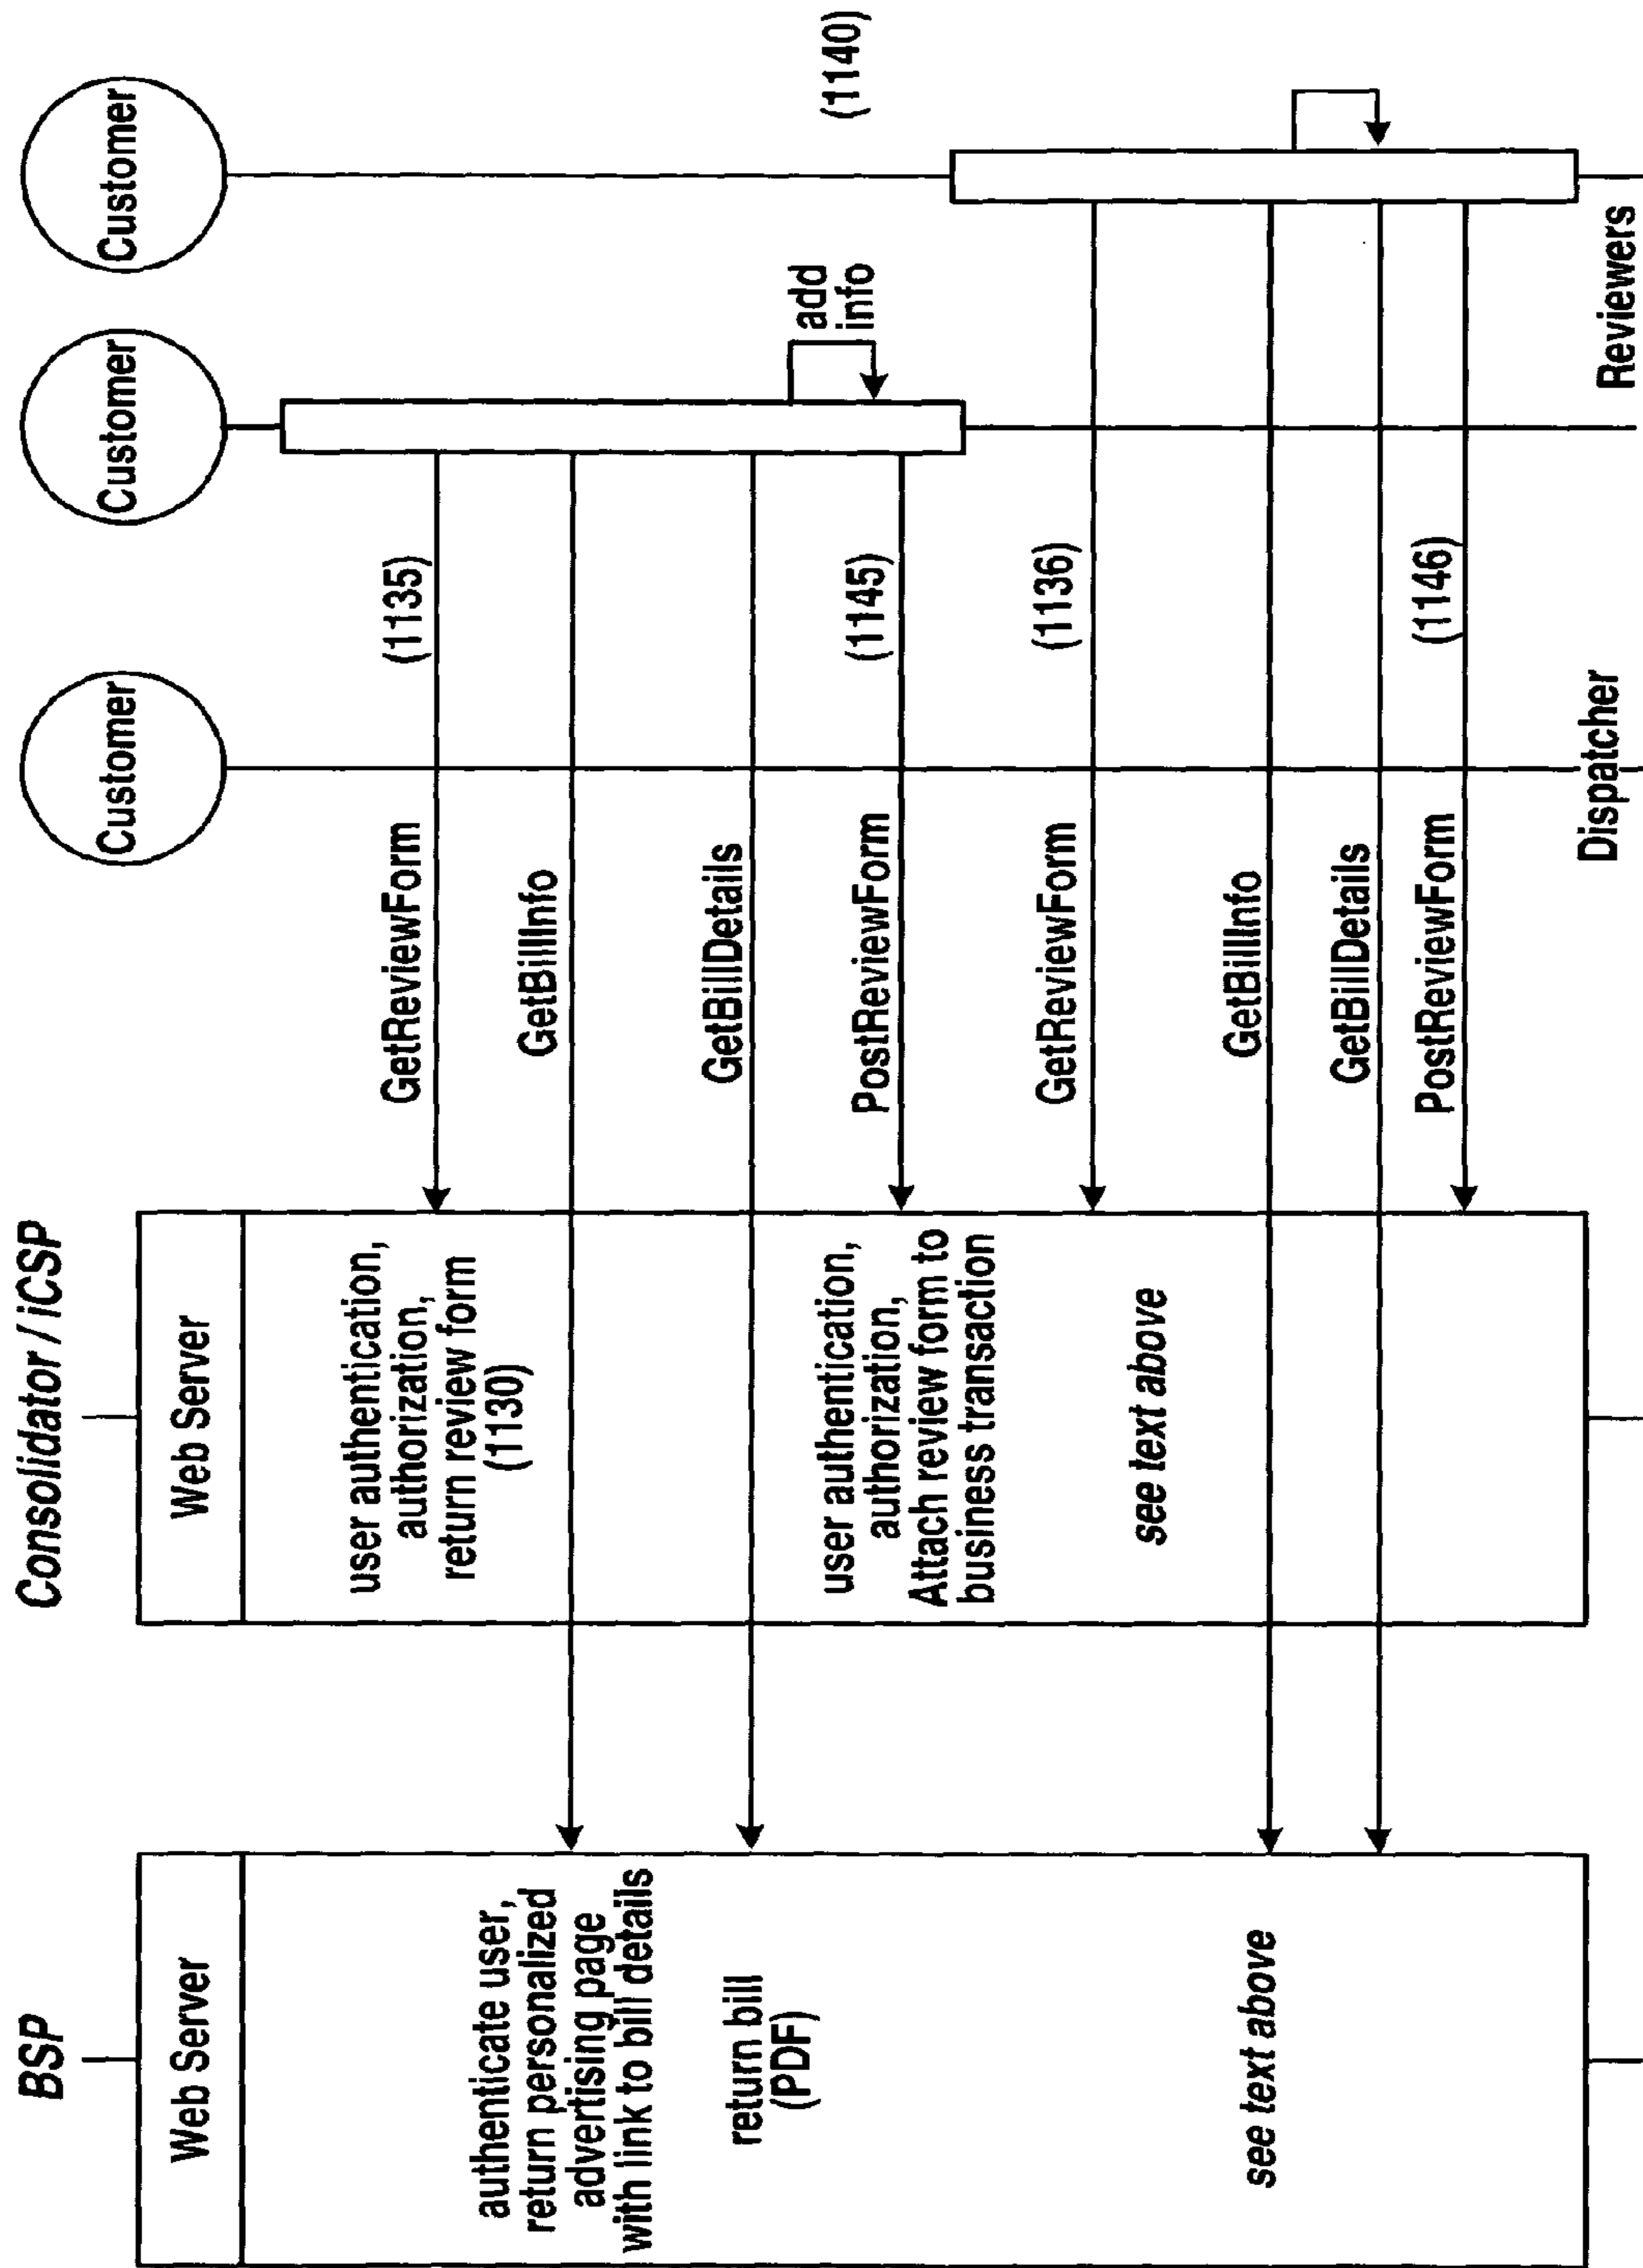 BSP
Consolidator / iCSP
Customer
Customer
Customer
Web Server
Web Server
user authentication,
authorization,
return review form
(1130)
GetReviewForm
(1135)
authenticate user,
return personalized
advertising page
with link to bill details
GetBillInfo
return bill
(PDF)
GetBillDetails
add
info
user authentication,
authorization,
Attach review form to
business transaction
PostReviewForm
(1145)
(1140)
see text above
GetReviewForm
(1136)
see text above
GetBillInfo
GetBillDetails
PostReviewForm
(1146)
Dispatcher
Reviewers